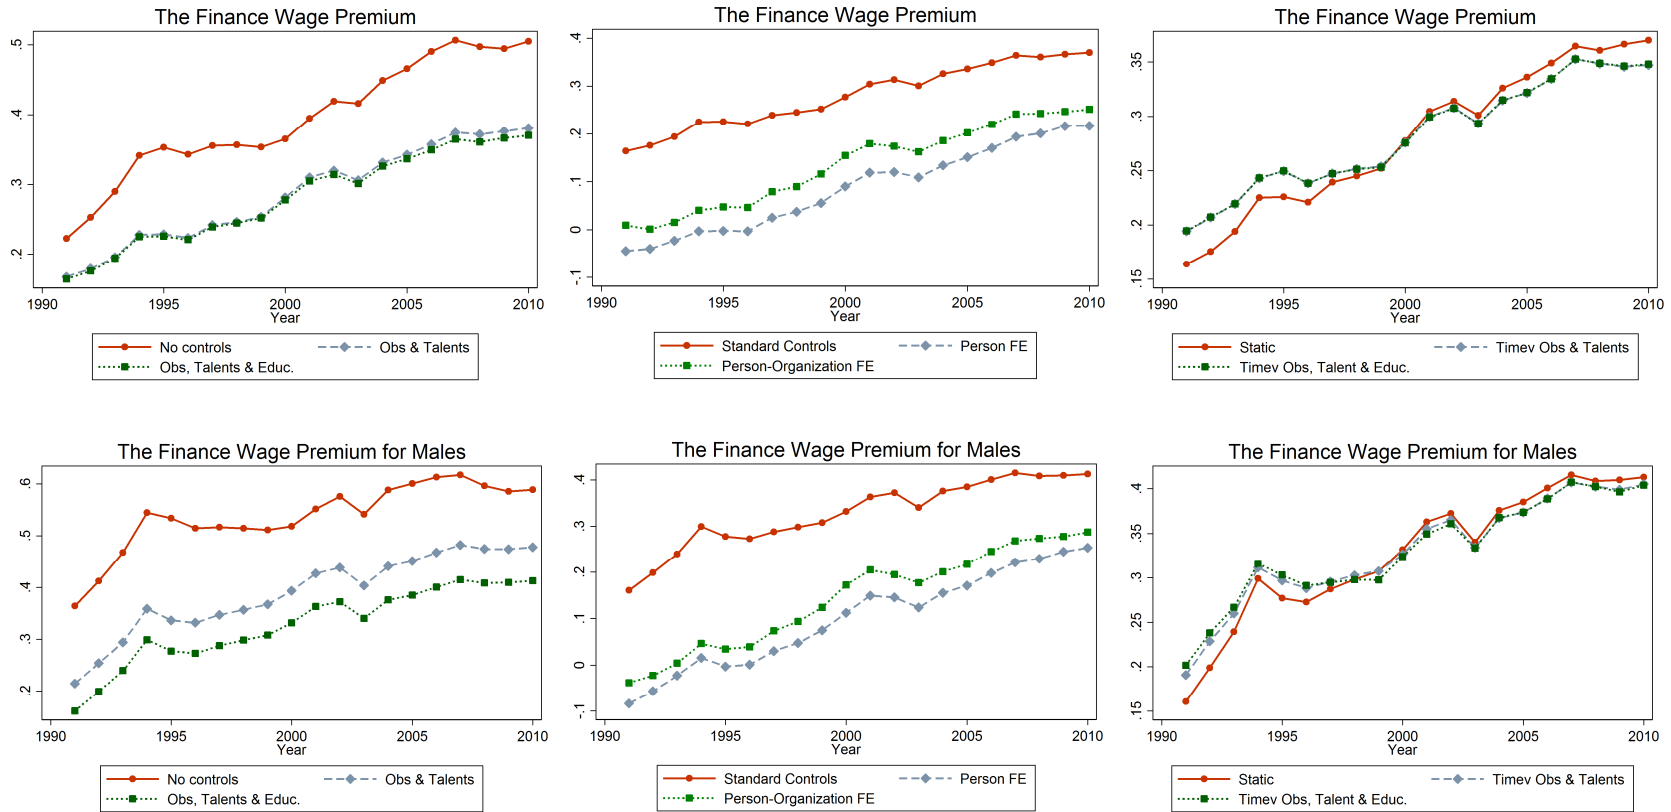 The Finance Wage Premium
.5
.4
.3
.2
1990 1995 2000 2005 2010
Year
No controls Obs & Talents
Obs, Talents & Educ.
The Finance Wage Premium
.4
.3
.2
.1
0
-.1
1990 1995 2000 2005 2010
Year
Standard Controls Person FE
Person-Organization FE
The Finance Wage Premium
.35
.3
.25
.2
.15
1990 1995 2000 2005 2010
Year
Static Timev Obs & Talents
Timev Obs, Talent & Educ.
The Finance Wage Premium for Males
.6
.5
.4
.3
.2
1990 1995 2000 2005 2010
Year
No controls Obs & Talents
Obs, Talents & Educ.
The Finance Wage Premium for Males
.4
.3
.2
.1
0
-.1
1990 1995 2000 2005 2010
Year
Standard Controls Person FE
Person-Organization FE
The Finance Wage Premium for Males
.4
.35
.3
.25
.2
.15
1990 1995 2000 2005 2010
Year
Static Timev Obs & Talents
Timev Obs, Talent & Educ.